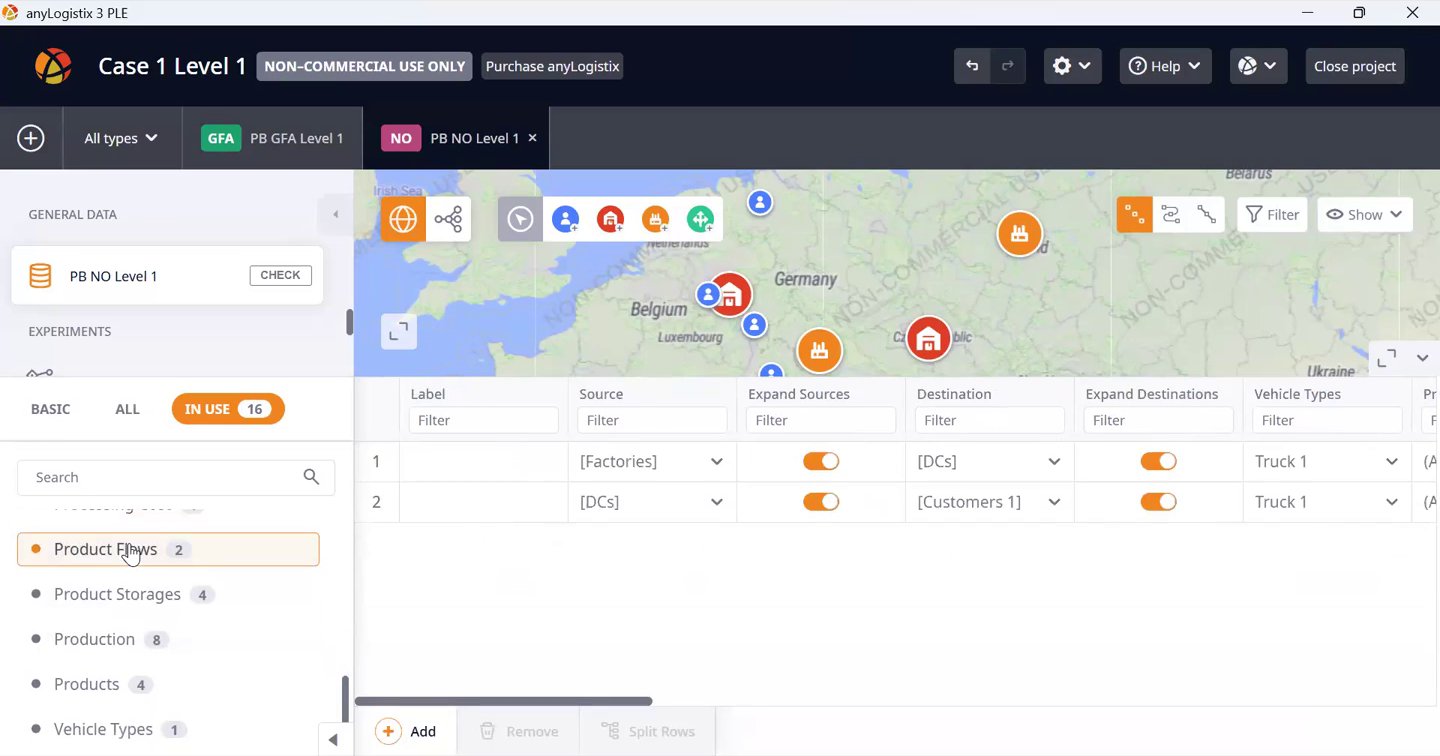 anyLogistix 3 PLE
Case 1 Level 1 NON-COMMERCIAL USE ONLY Purchase anyLogistix
Help Close project
All types GFA PB GFA Level 1 NO PB NO Level 1
GENERAL DATA
PB NO Level 1 CHECK
EXPERIMENTS
Irish Sea
Netherlands
Germany
Belgium
Luxembourg
Belarus
Ukraine
NON-COMMERCIAL USE
Filter Show
BASIC ALL IN USE 16
Search
Product Flows 2
Product Storages 4
Production 8
Products 4
Vehicle Types 1
Label Source Expand Sources Destination Expand Destinations Vehicle Types
Filter Filter Filter Filter Filter Filter
1 [Factories] [DCs] Truck 1
2 [DCs] [Customers 1] Truck 1
Add Remove Split Rows